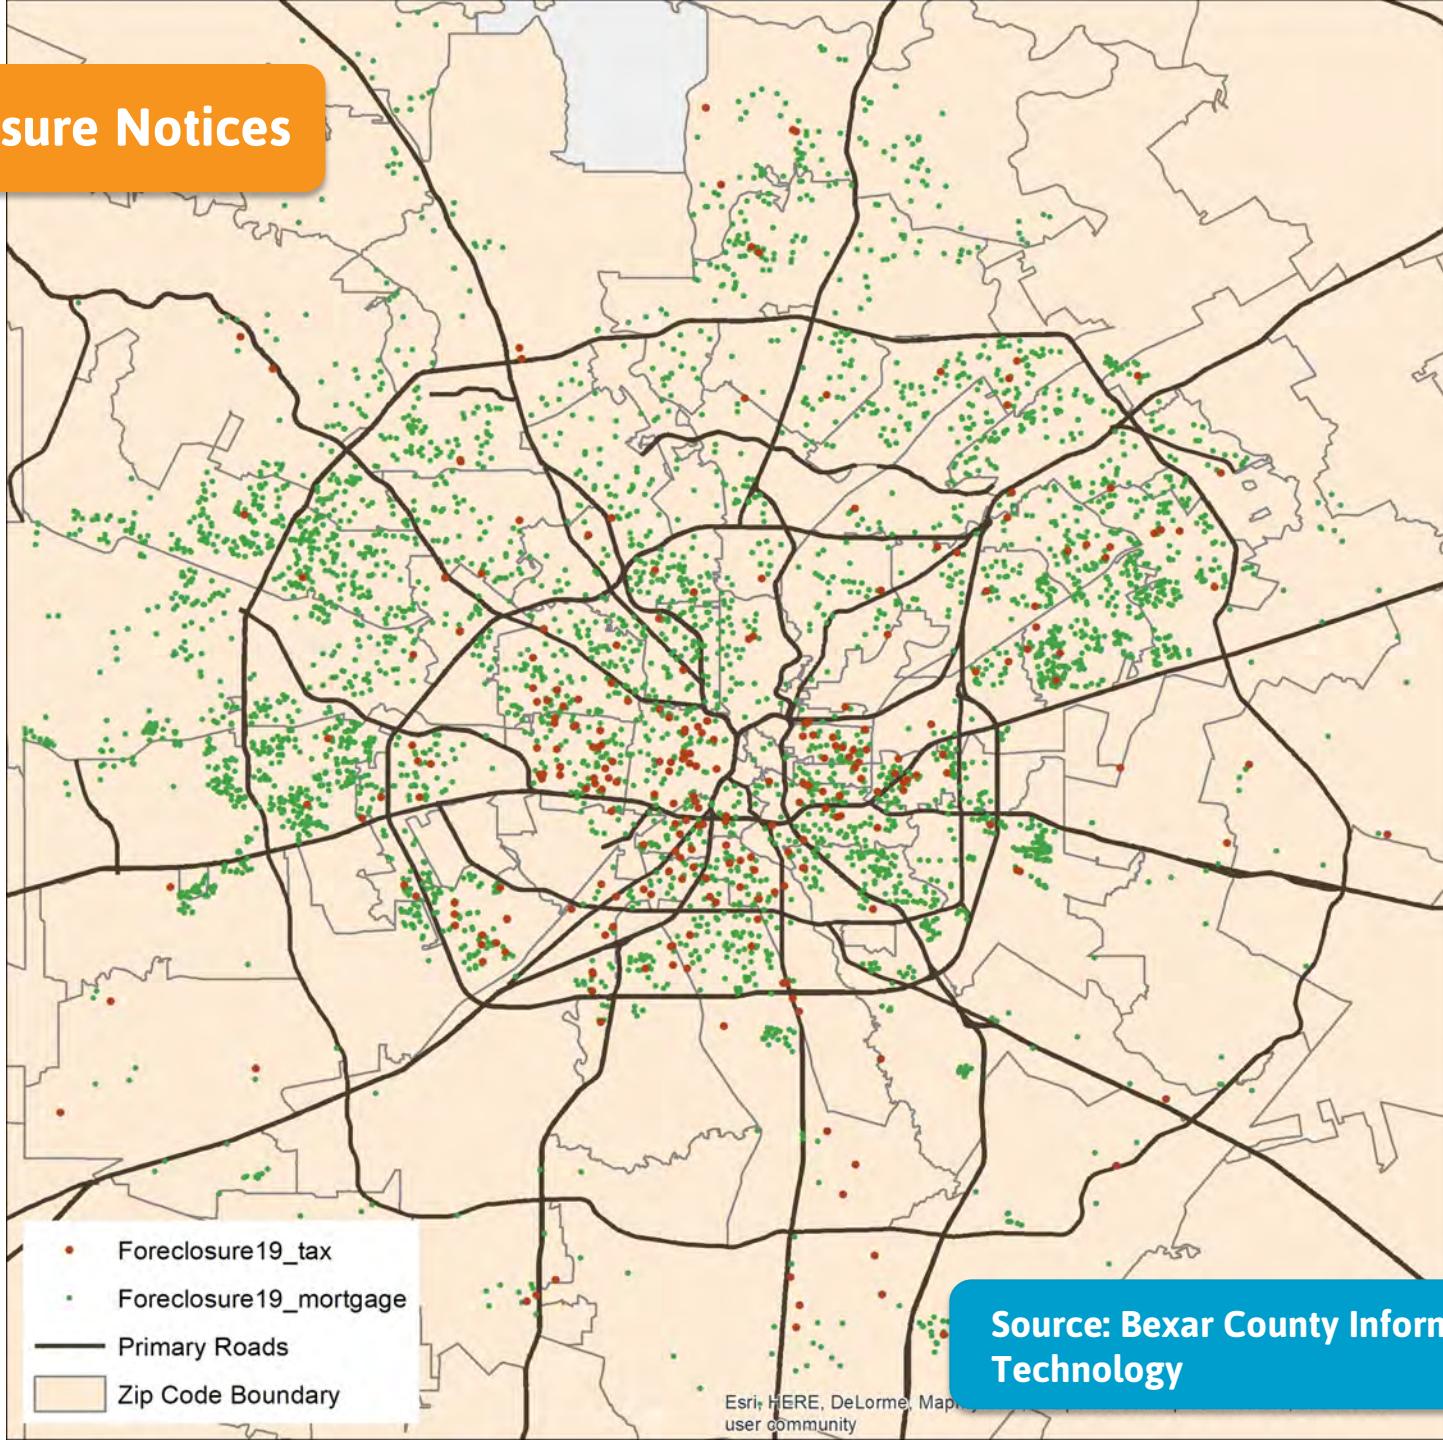 sure Notices
Foreclosure19_tax
Foreclosure19_mortgage
Primary Roads
Zip Code Boundary
Source: Bexar County Inforn
Technology
Esri, HERE, DeLorme,
user community